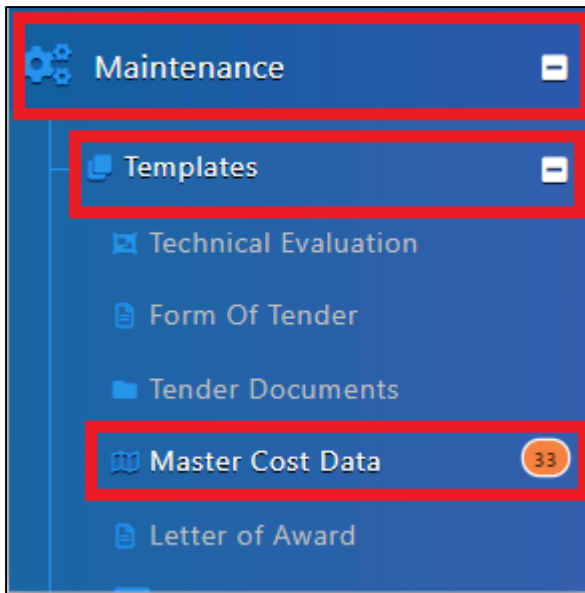 Maintenance
Templates
Technical Evaluation
Form Of Tender
Tender Documents
Master Cost Data 33
Letter of Award